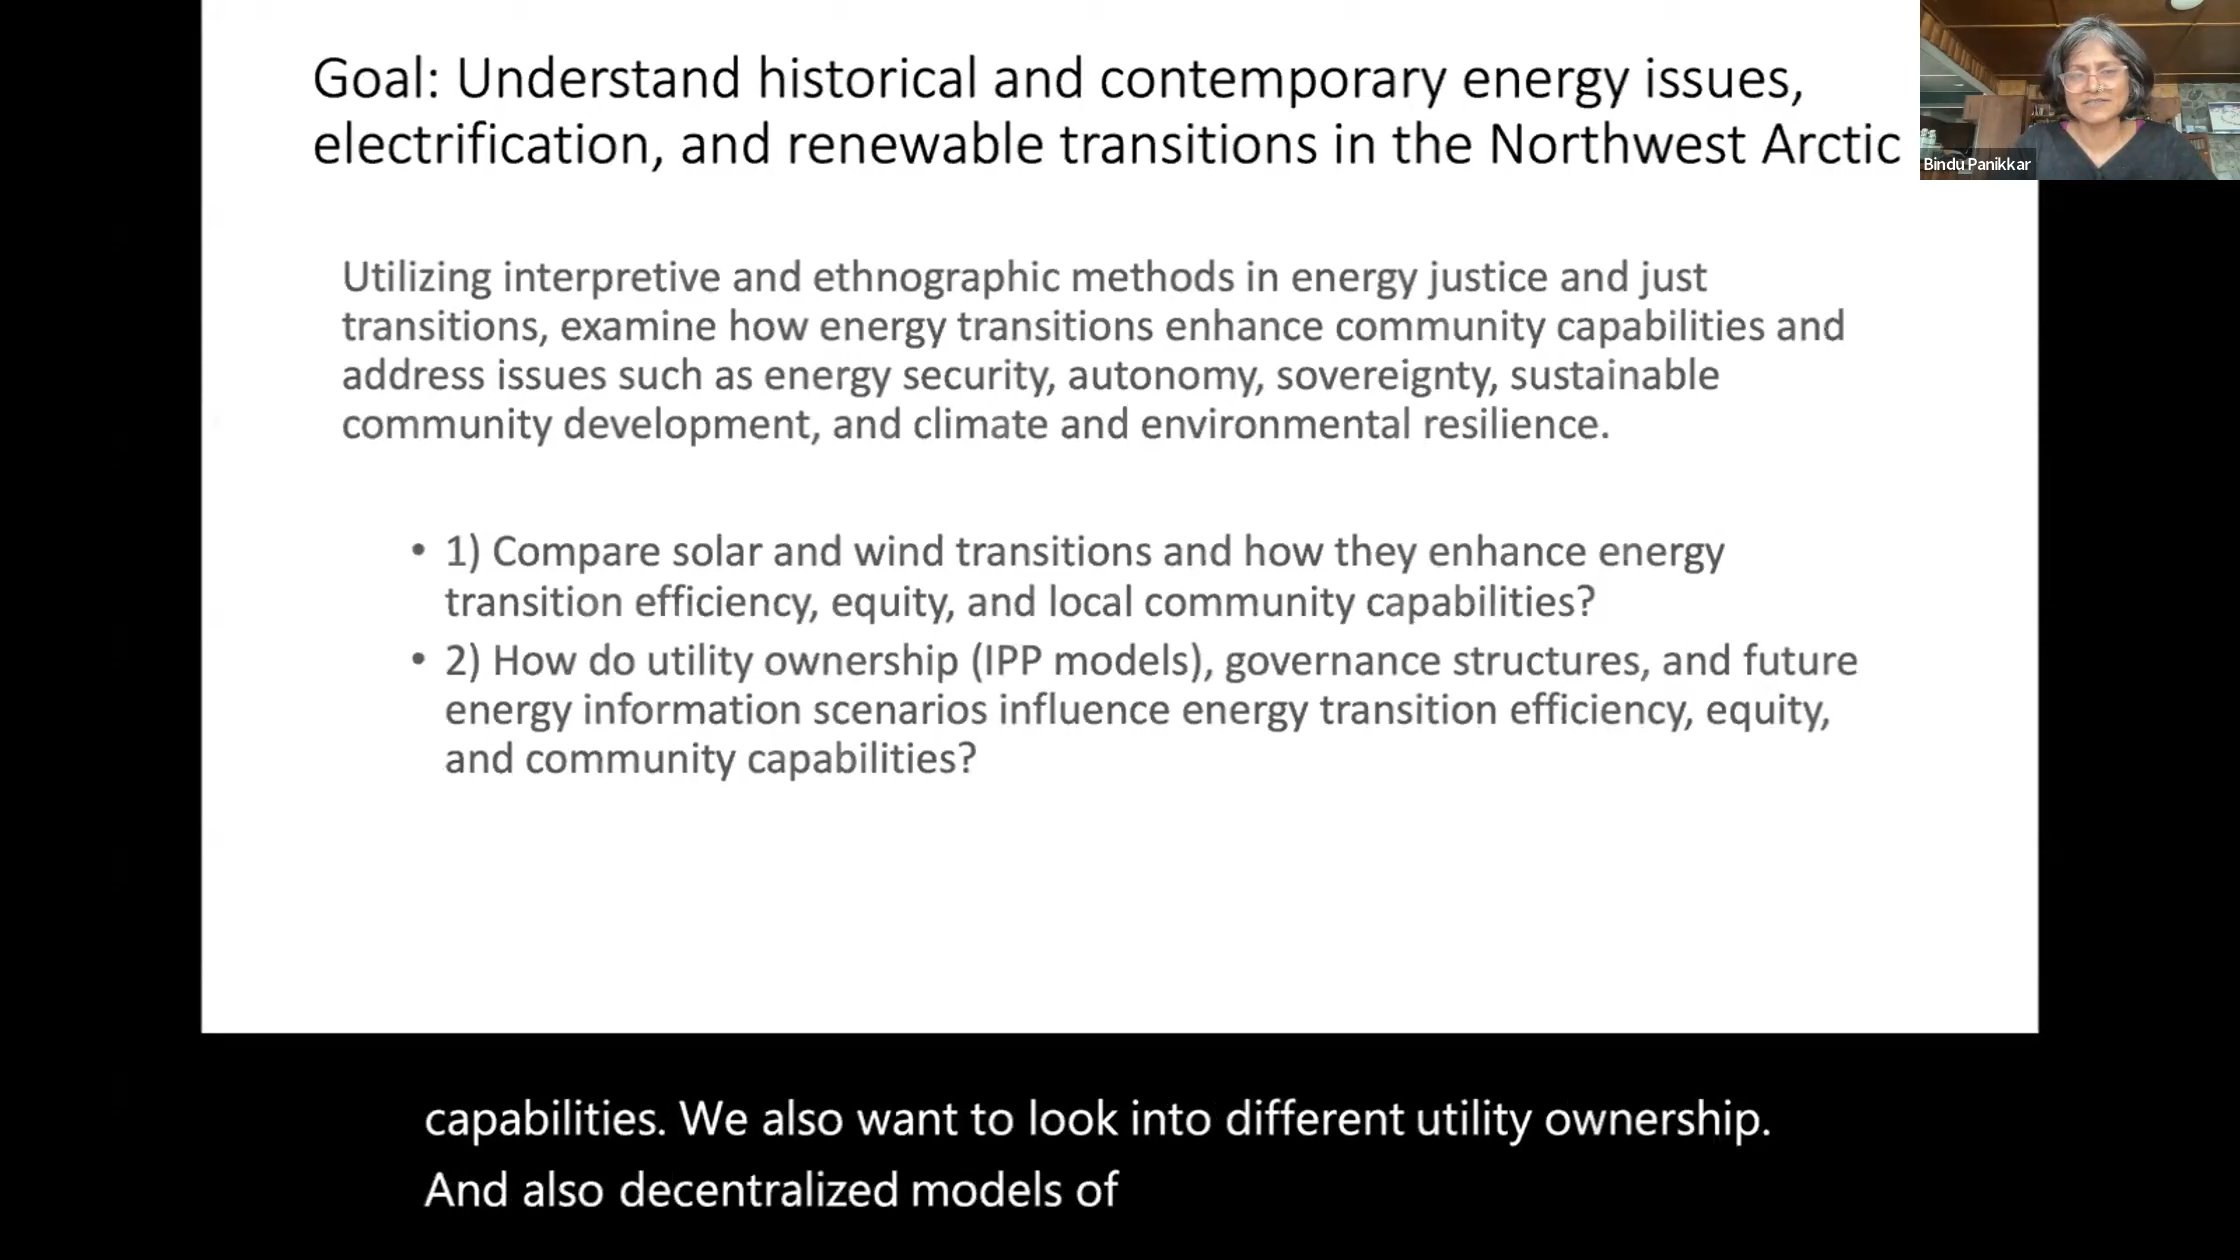 Goal: Understand historical and contemporary energy issues,
electrification, and renewable transitions in the Northwest Arctic
Bindu Panikkar
Utilizing interpretive and ethnographic methods in energy justice and just
transitions, examine how energy transitions enhance community capabilities and
address issues such as energy security, autonomy, sovereignty, sustainable
community development, and climate and environmental resilience.
• 1) Compare solar and wind transitions and how they enhance energy
transition efficiency, equity, and local community capabilities?
• 2) How do utility ownership (IPP models), governance structures, and future
energy information scenarios influence energy transition efficiency, equity,
and community capabilities?
capabilities. We also want to look into different utility ownership.
And also decentralized models of